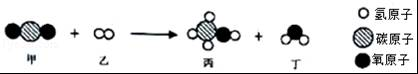 甲 + 乙 → 丙 + 丁
氢原子
碳原子
氧原子